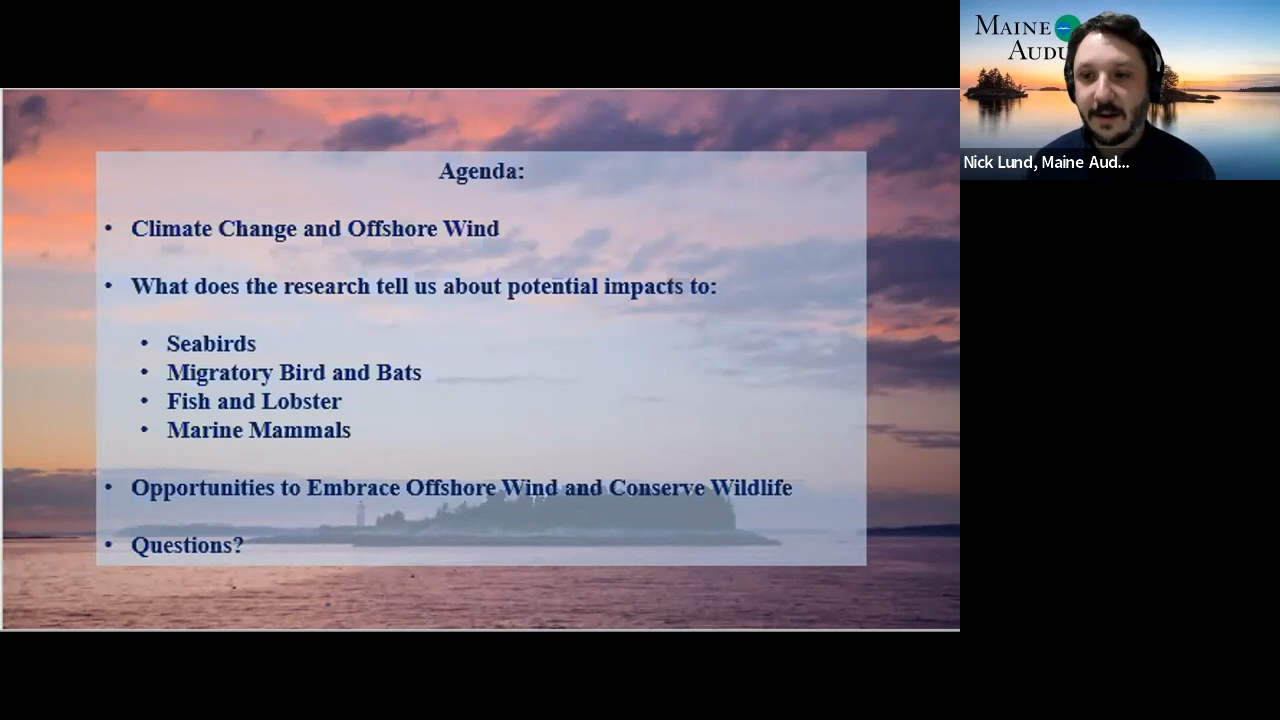 Agenda:
• Climate Change and Offshore Wind
• What does the research tell us about potential impacts to:
• Seabirds
• Migratory Bird and Bats
• Fish and Lobster
• Marine Mammals
• Opportunities to Embrace Offshore Wind and Conserve Wildlife
• Questions?
MAINE
AUDU
Nick Lund, Maine Aud...